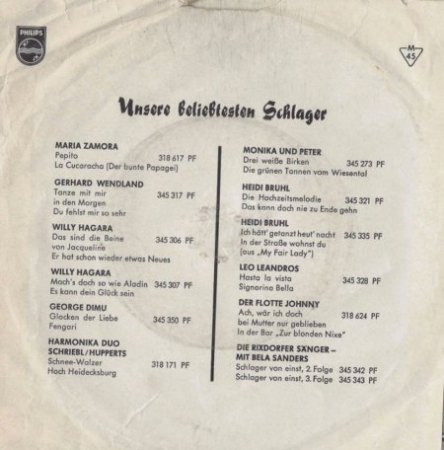 PHILIPS
M
45
Unsere beliebtesten Schlager
MARIA ZAMORA
Pepito 318 617 PF
La Cucaracha (Der bunte Papagei)
GERHARD WENDLAND
Tanze mit mir 345 317 PF
in den Morgen
Du fehlst mir so sehr
WILLY HAGARA
Das sind die Beine 345 306 PF
von Jacqueline
Er hat schon wieder etwas Neues
WILLY HAGARA
Mach's doch so wie Aladin 345 307 PF
Es kann dein Glück sein
GEORGE DIMU
Glocken der Liebe 345 350 PF
Fengari
HARMONIKA DUO
SCHRIEBL/HUPPERTS
Schnee-Walzer 318 171 PF
Hoch Heidecksburg
MONIKA UND PETER
Drei weiße Birken 345 273 PF
Die grünen Tannen vom Wiesental
HEIDI BRUHL
Die Hochzeitsmelodie 345 321 PF
Das kann doch nie zu Ende gehn
HEIDI BRUHL
Ich hätt' getanzt heut' nacht 345 335 PF
In der Straße wohnst du
(aus „My Fair Lady")
LEO LEANDROS
Hasta la vista 345 328 PF
Signorina Bella
DER FLOTTE JOHNNY
Ach, wär ich doch 318 624 PF
bei Mutter nur geblieben
In der Bar „Zur blonden Nixe"
DIE RIXDORFER SÄNGER –
MIT BELA SANDERS
Schlager von einst, 2. Folge 345 342 PF
Schlager von einst, 3. Folge 345 343 PF